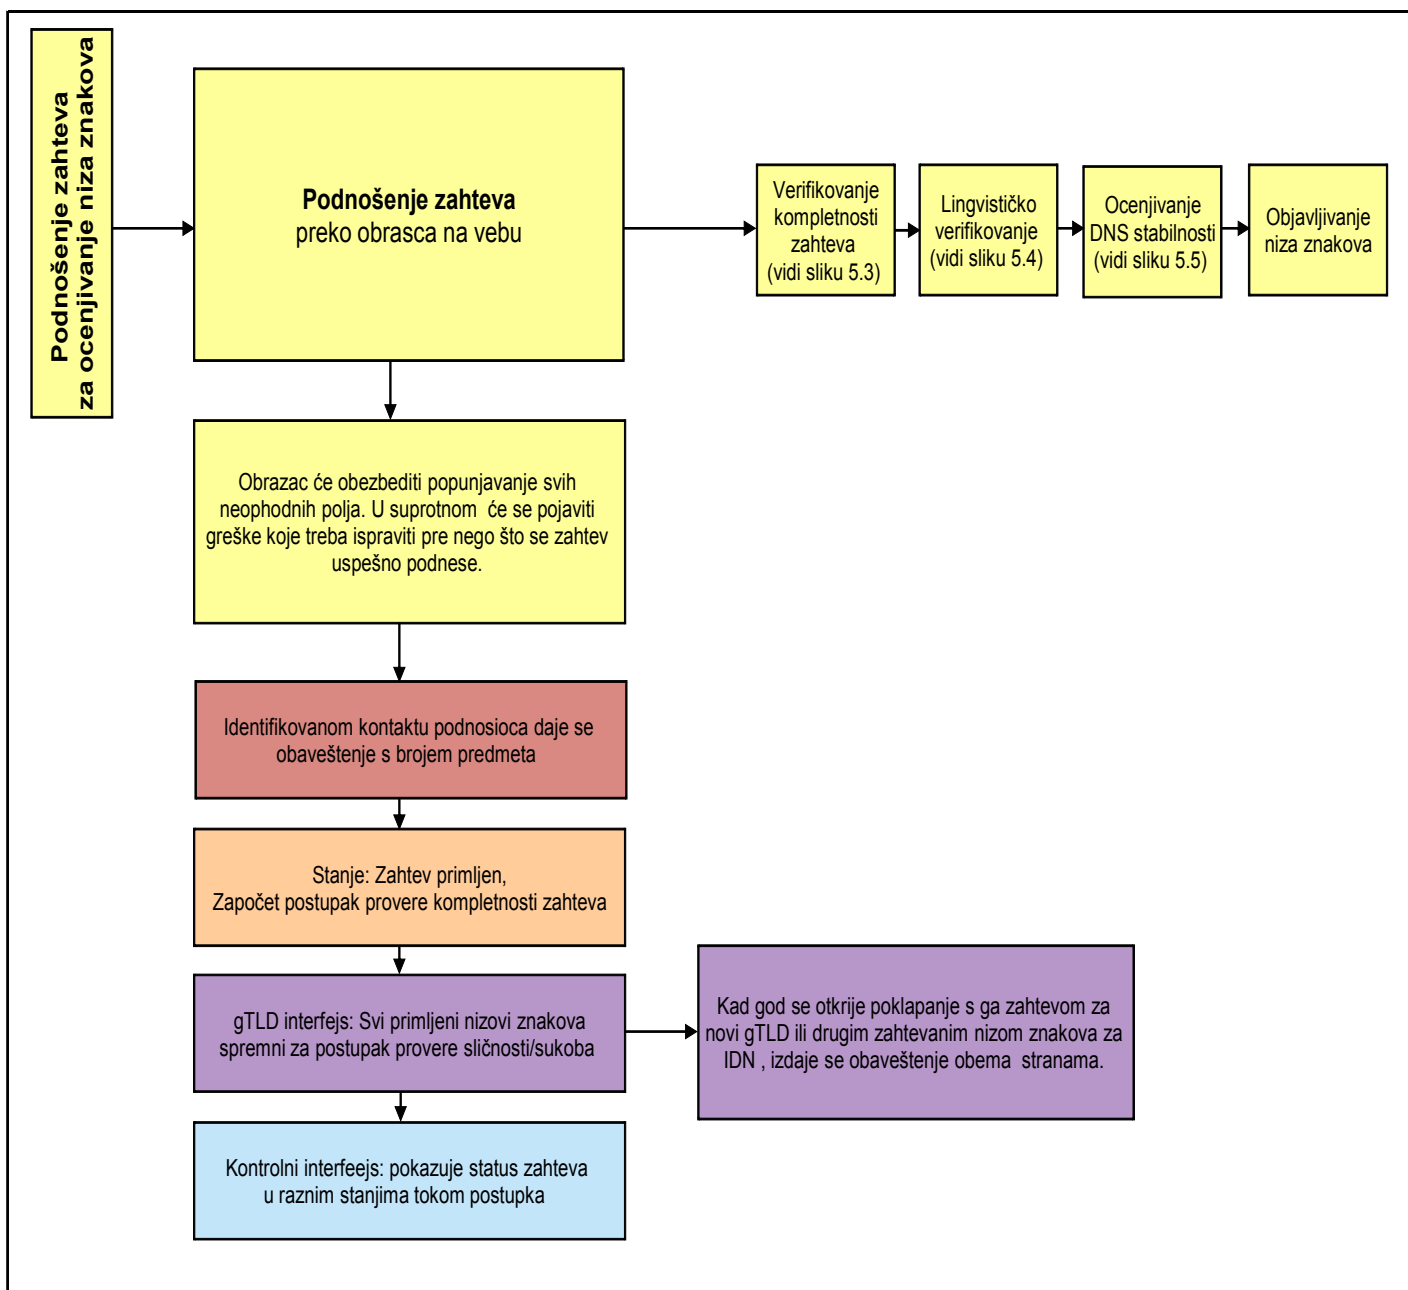 Podnošenje zahteva
za ocenjivanje niza znakova
Podnošenje zahteva
preko obrasca na vebu
Verifikovanje
kompletnosti
zahteva
(vidi sliku 5.3)
Lingvističko
verifikovanje
(vidi sliku 5.4)
Ocenjivanje
DNS stabilnosti
(vidi sliku 5.5)
Objavljivanje
niza znakova
Obrazac će obezbediti popunjavanje svih
neophodnih polja. U suprotnom će se pojaviti
greške koje treba ispraviti pre nego što se zahtev
uspešno podnese.
Identifikovanom kontaktu podnosioca daje se
obaveštenje s brojem predmeta
Stanje: Zahtev primljen,
Započet postupak provere kompletnosti zahteva
gTLD interfejs: Svi primljeni nizovi znakova
spremni za postupak provere sličnosti/sukoba
Kad god se otkrije poklapanje s ga zahtevom za
novi gTLD ili drugim zahtevanim nizom znakova za
IDN , izdaje se obaveštenje obema stranama.
Kontrolni interfeejs: pokazuje status zahteva
u raznim stanjima tokom postupka